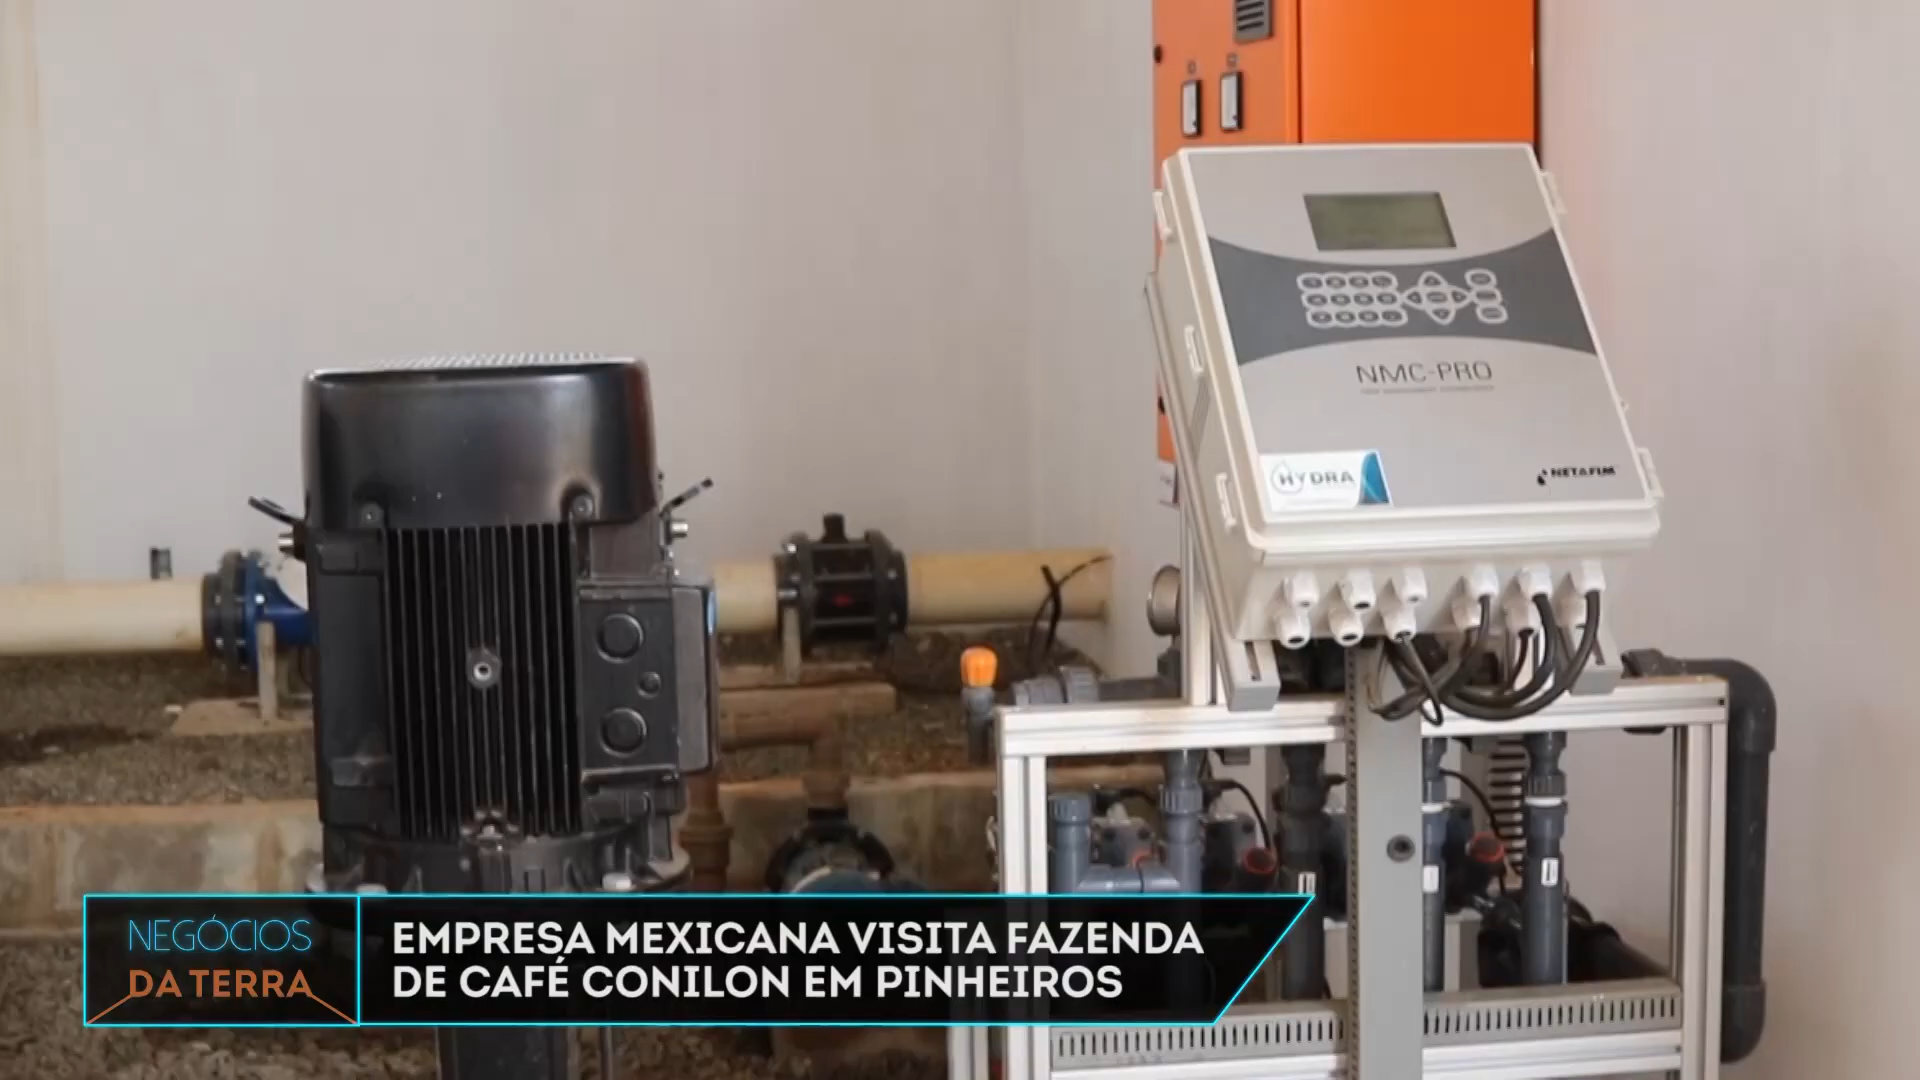 NMC-PRO
HYDRA
NETAFIM
NEGÓCIOS
DA TERRA
EMPRESA MEXICANA VISITA FAZENDA
DE CAFÉ CONILON EM PINHEIROS